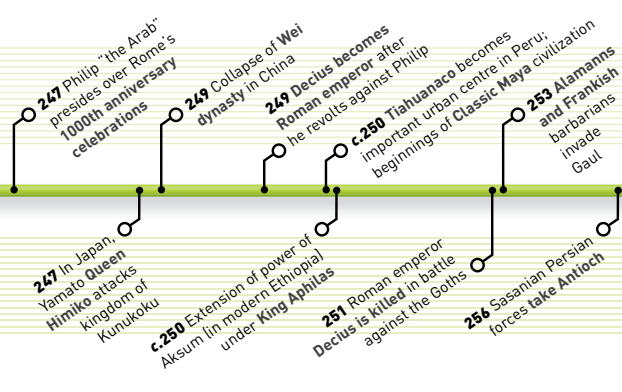 247 Philip “the Arab”
presides over Rome’s
1000th anniversary
celebrations
249 Collapse of Wei
dynasty in China
249 Decius becomes
Roman emperor after
he revolts against Philip
c.250 Tiahuanaco becomes
important urban centre in Peru;
beginnings of Classic Maya civilization
253 Alamanns
and Frankish
barbarians
invade
Gaul
247 In Japan,
Yamato Queen
Himiko attacks
kingdom of
Kunukoku
c.250 Extension of power of
Aksum (in modern Ethiopia)
under King Aphilas
251 Roman emperor
Decius is killed in battle
against the Goths
256 Sasanian Persian
forces take Antioch